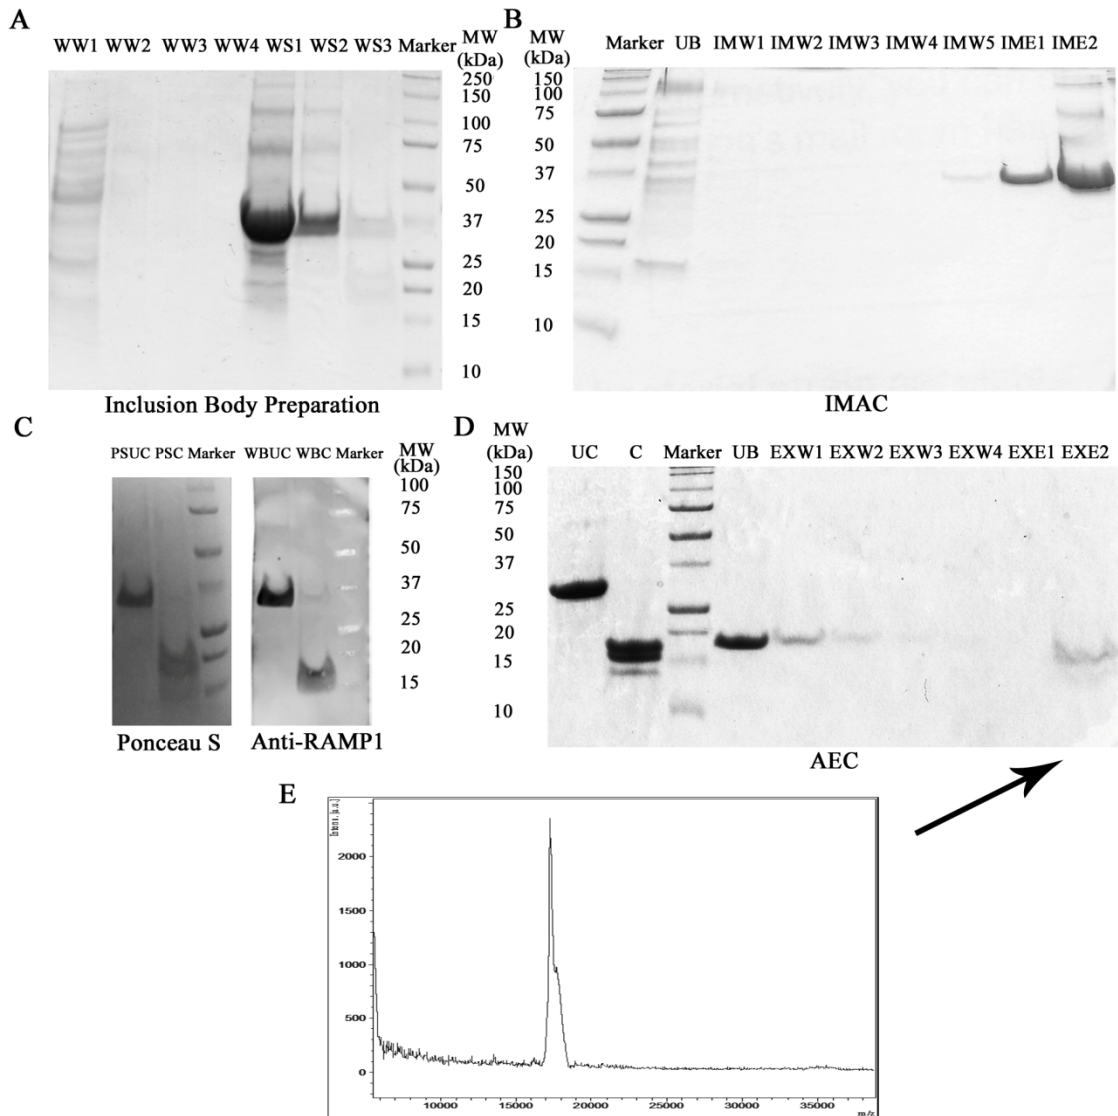 A
WW1 WW2 WW3 WW4 WS1 WS2 WS3 Marker
MW
(kDa)
250
150
100
75
50
37
25
20
15
10
Inclusion Body Preparation
B
MW
(kDa)
Marker UB IMW1 IMW2 IMW3 IMW4 IMW5 IME1 IME2
150
100
75
50
37
25
20
15
10
IMAC
C
PSUC PSC Marker WBUC WBC Marker
MW
(kDa)
100
75
50
37
25
20
15
Ponceau S
Anti-RAMP1
D
MW
(kDa)
UC C Marker UB EXW1 EXW2 EXW3 EXW4 EXE1 EXE2
150
100
75
50
37
25
20
15
10
AEC
E
Intens. [a.u.]
2000
1500
1000
500
0
10000 15000 20000 25000 30000 35000
m/z